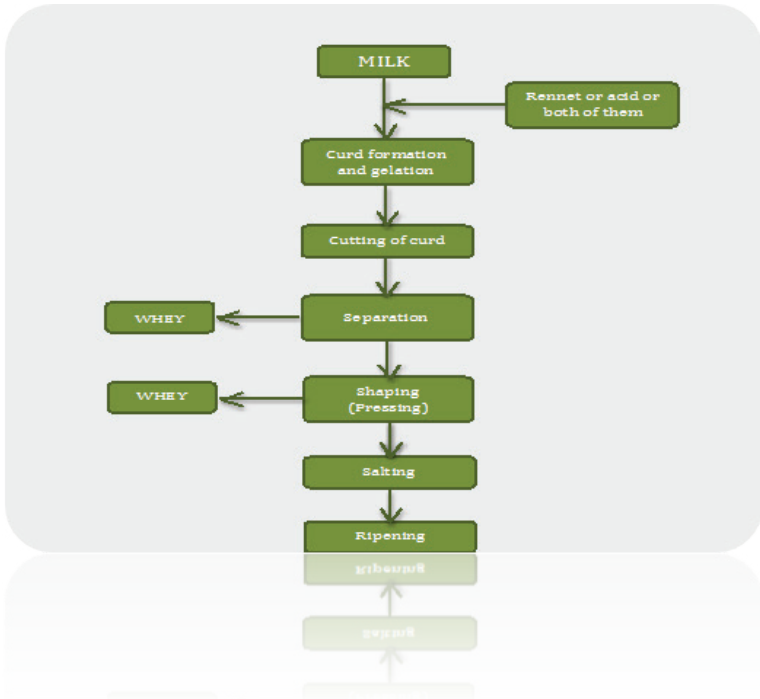 MILK
Rennet or acid or
both of them
Curd formation
and gelation
Cutting of curd
Separation
WHEY
Shaping
(Pressing)
WHEY
Salting
Ripening